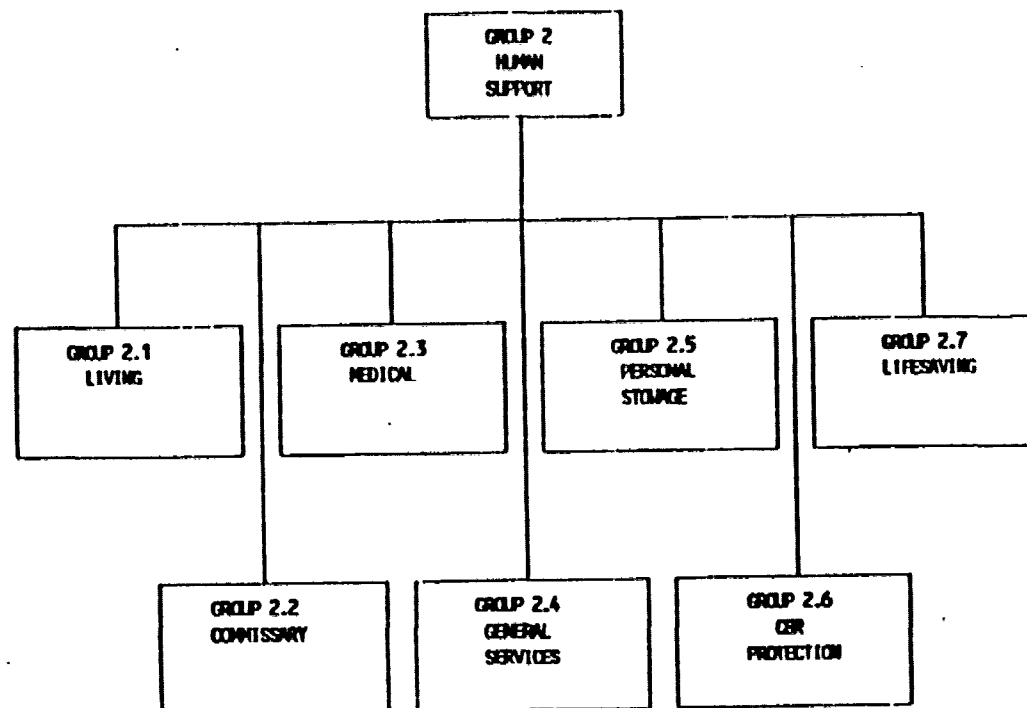 GROUP 2
HUMAN
SUPPORT
GROUP 2.1
LIVING
GROUP 2.3
MEDICAL
GROUP 2.5
PERSONAL
STOWAGE
GROUP 2.7
LIFESAVING
GROUP 2.2
COMMISSARY
GROUP 2.4
GENERAL
SERVICES
GROUP 2.6
CBR
PROTECTION